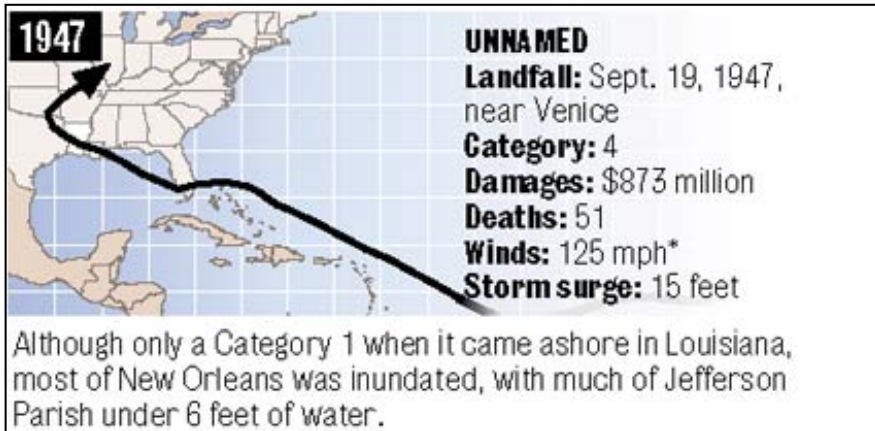 1947
UNNAMED
Landfall: Sept. 19, 1947,
near Venice
Category: 4
Damages: $873 million
Deaths: 51
Winds: 125 mph*
Storm surge: 15 feet
Although only a Category 1 when it came ashore in Louisiana,
most of New Orleans was inundated, with much of Jefferson
Parish under 6 feet of water.